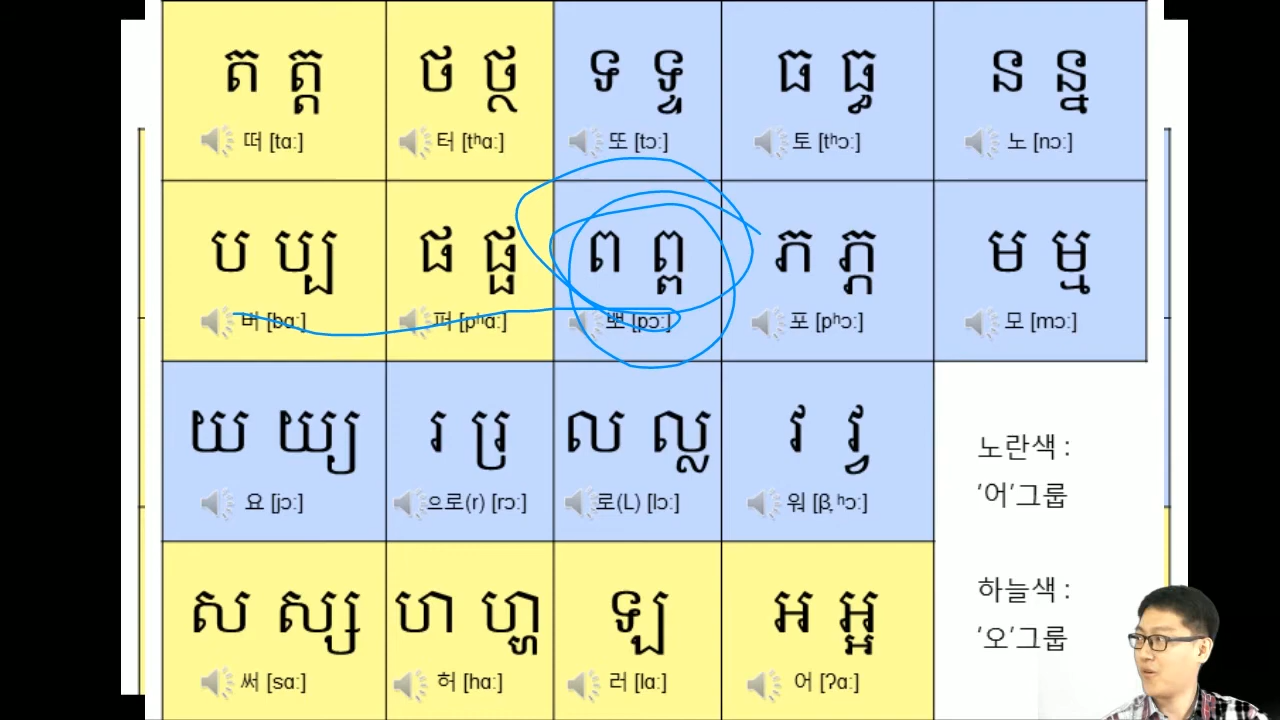 ត ត្ត ថ ថ្ថ ទ ទ្ទ ធ ធ្ធ ន ន្ន
떠 [tɑː] 터 [tʰɑː] 또 [tɔː] 토 [tʰɔː] 노 [nɔː]
ប ប្ប ផ ផ្ផ ព ព្ព ភ ភ្ភ ម ម្ម
버 [bɑː] 퍼 [pʰɑː] 뽀 [pɔː] 포 [pʰɔː] 모 [mɔː]
យ យ្យ រ រ្រ ល ល្ល វ វ្វ
요 [jɔː] 으로(r) [rɔː] 로(L) [lɔː] 워 [β̞ʰɔː]
노란색 :
'어'그룹
ស ស្ស ហ ហ្ហ ឡ អ អ្អ
써 [sɑː] 허 [hɑː] 러 [lɑː] 어 [ʔɑː]
하늘색 :
'오'그룹